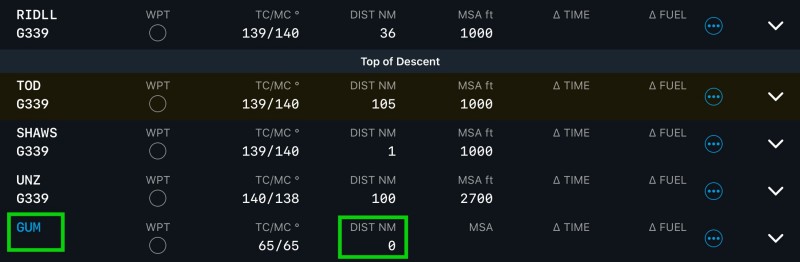 RIDLL WPT TC/MC ° DIST NM MSA ft Δ TIME Δ FUEL
G339 139/140 36 1000
Top of Descent
TOD WPT TC/MC ° DIST NM MSA ft Δ TIME Δ FUEL
G339 139/140 105 1000
SHAWS WPT TC/MC ° DIST NM MSA ft Δ TIME Δ FUEL
G339 139/140 1 1000
UNZ WPT TC/MC ° DIST NM MSA ft Δ TIME Δ FUEL
G339 140/138 100 2700
GUM WPT TC/MC ° DIST NM MSA Δ TIME Δ FUEL
65/65 0